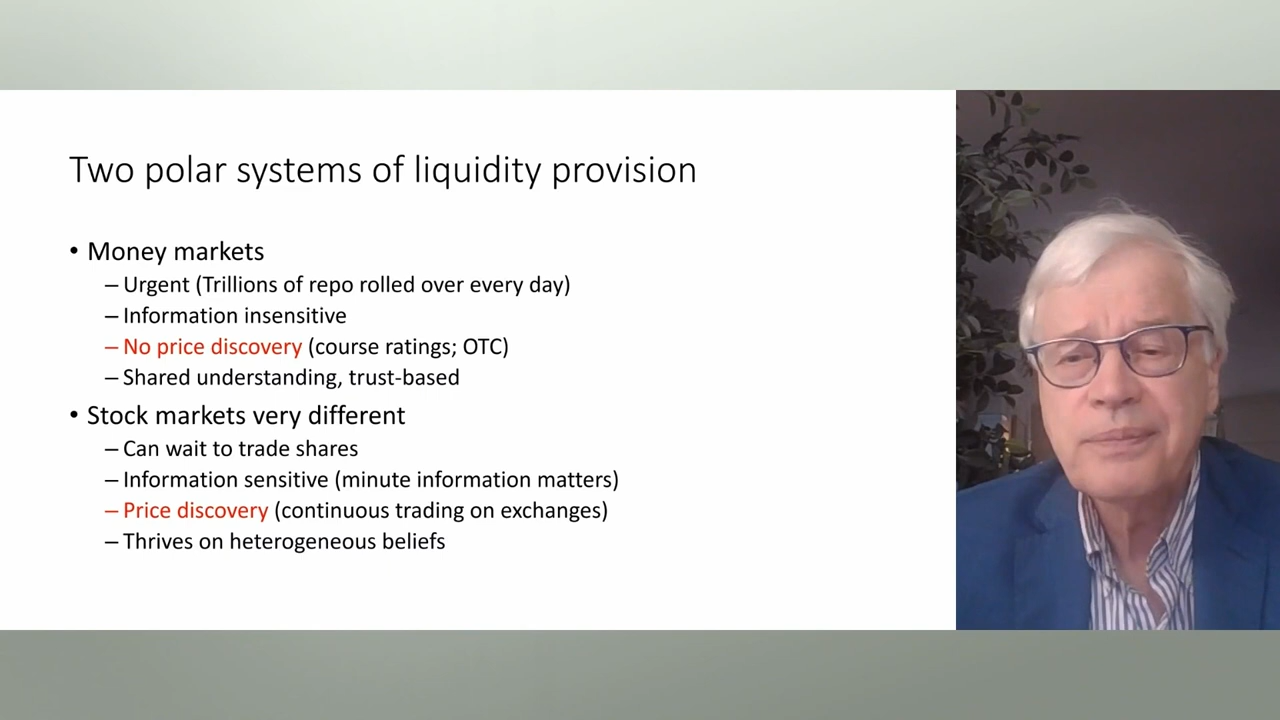 Two polar systems of liquidity provision
• Money markets
– Urgent (Trillions of repo rolled over every day)
– Information insensitive
– No price discovery (course ratings; OTC)
– Shared understanding, trust-based
• Stock markets very different
– Can wait to trade shares
– Information sensitive (minute information matters)
– Price discovery (continuous trading on exchanges)
– Thrives on heterogeneous beliefs